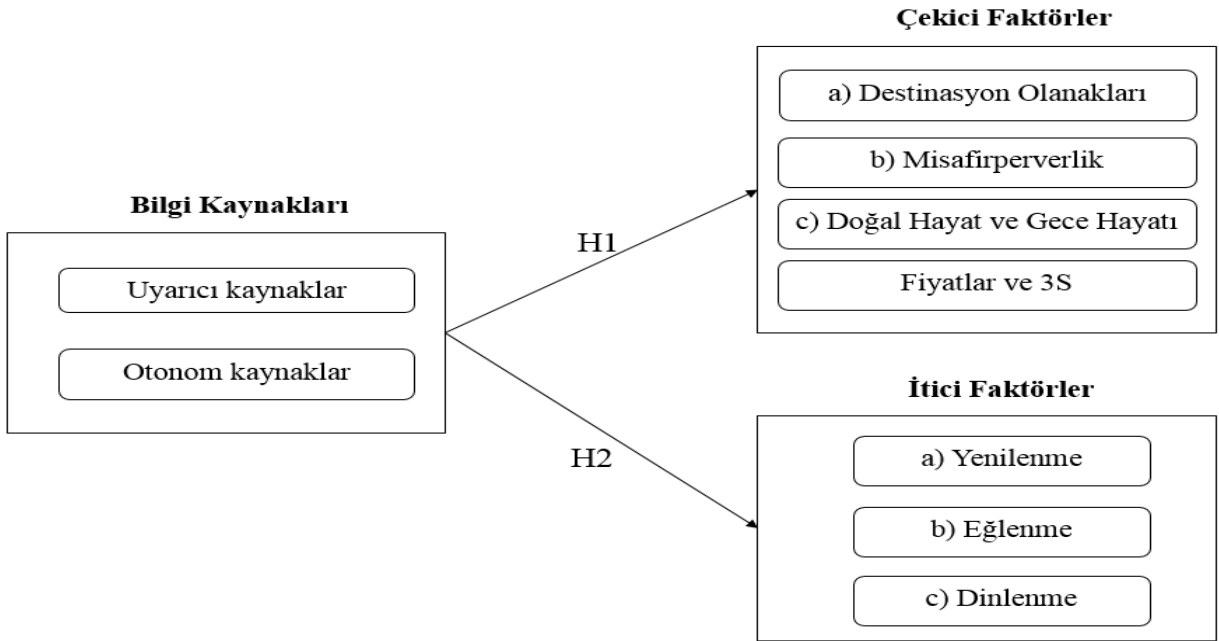 Bilgi Kaynakları
Uyarıcı kaynaklar
Otonom kaynaklar
H1
H2
Çekici Faktörler
a) Destinasyon Olanakları
b) Misafirperverlik
c) Doğal Hayat ve Gece Hayatı
Fiyatlar ve 3S
İtici Faktörler
a) Yenilenme
b) Eğlenme
c) Dinlenme